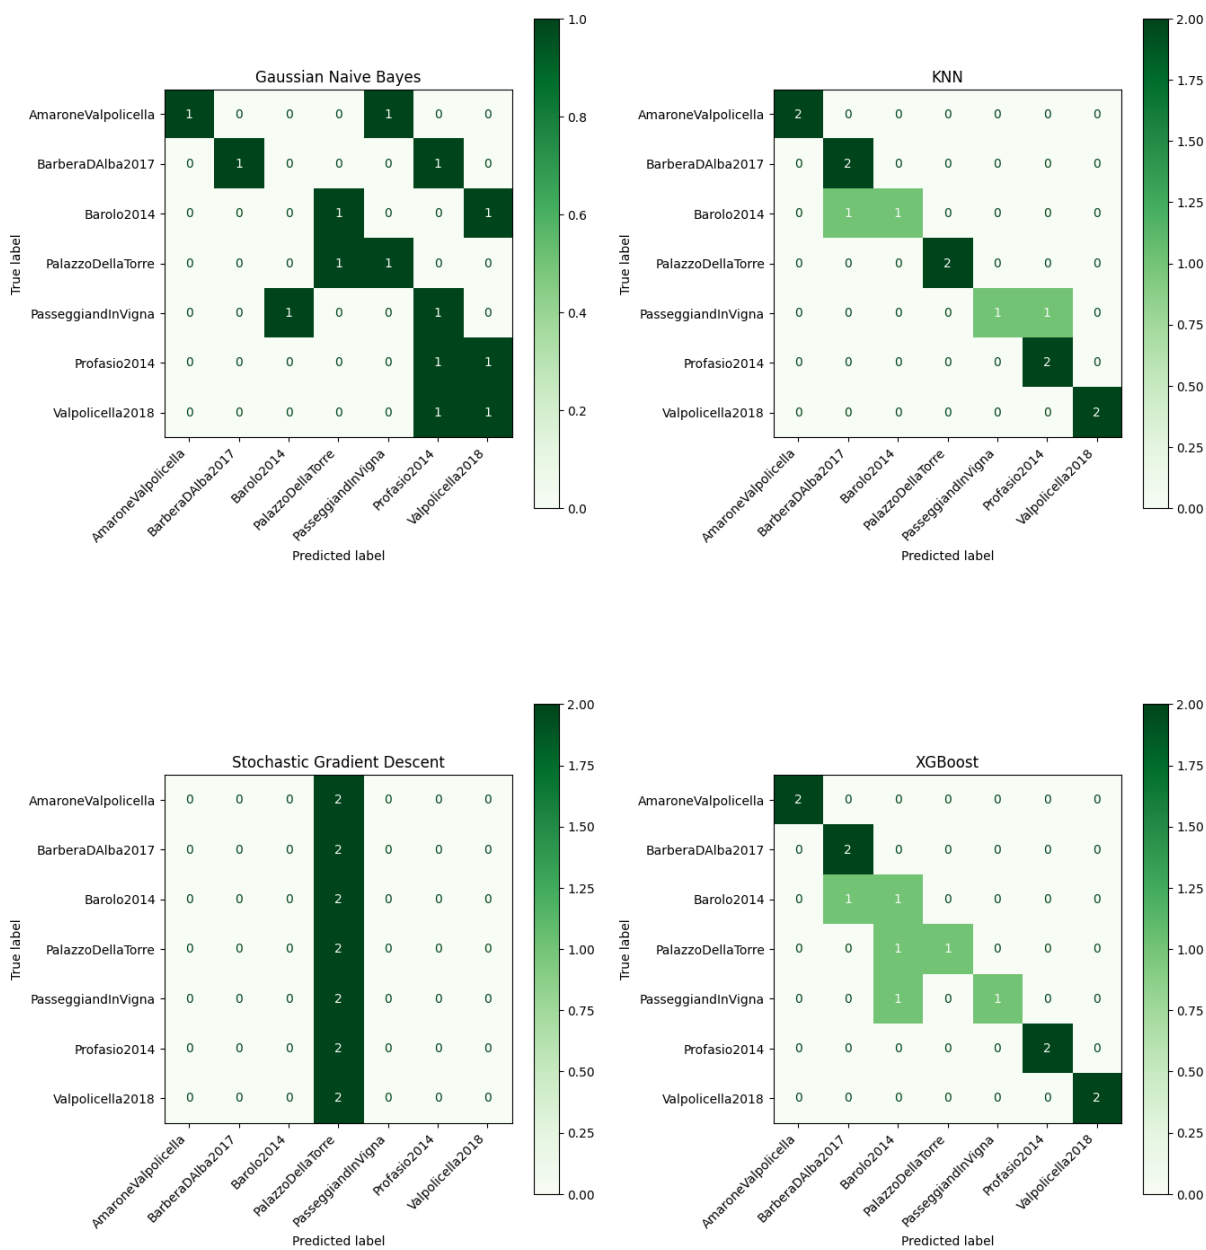 Gaussian Naive Bayes
True label
AmaroneValpolicella 1 0 0 0 1 0 0
BarberaDAlba2017 0 1 0 0 0 1 0
Barolo2014 0 0 0 1 0 0 1
PalazzoDellaTorre 0 0 0 1 1 0 0
PasseggiandInVigna 0 0 1 0 0 1 0
Profasio2014 0 0 0 0 0 1 1
Valpolicella2018 0 0 0 0 0 1 1
AmaroneValpolicella
BarberaDAlba2017
Barolo2014
PalazzoDellaTorre
PasseggiandInVigna
Profasio2014
Valpolicella2018
Predicted label
1.0
0.8
0.6
0.4
0.2
0.0
KNN
True label
AmaroneValpolicella 2 0 0 0 0 0 0
BarberaDAlba2017 0 2 0 0 0 0 0
Barolo2014 0 1 1 0 0 0 0
PalazzoDellaTorre 0 0 0 2 0 0 0
PasseggiandInVigna 0 0 0 0 1 1 0
Profasio2014 0 0 0 0 0 2 0
Valpolicella2018 0 0 0 0 0 0 2
AmaroneValpolicella
BarberaDAlba2017
Barolo2014
PalazzoDellaTorre
PasseggiandInVigna
Profasio2014
Valpolicella2018
Predicted label
2.00
1.75
1.50
1.25
1.00
0.75
0.50
0.25
0.00
Stochastic Gradient Descent
True label
AmaroneValpolicella 0 0 0 2 0 0 0
BarberaDAlba2017 0 0 0 2 0 0 0
Barolo2014 0 0 0 2 0 0 0
PalazzoDellaTorre 0 0 0 2 0 0 0
PasseggiandInVigna 0 0 0 2 0 0 0
Profasio2014 0 0 0 2 0 0 0
Valpolicella2018 0 0 0 2 0 0 0
AmaroneValpolicella
BarberaDAlba2017
Barolo2014
PalazzoDellaTorre
PasseggiandInVigna
Profasio2014
Valpolicella2018
Predicted label
2.00
1.75
1.50
1.25
1.00
0.75
0.50
0.25
0.00
XGBoost
True label
AmaroneValpolicella 2 0 0 0 0 0 0
BarberaDAlba2017 0 2 0 0 0 0 0
Barolo2014 0 1 1 0 0 0 0
PalazzoDellaTorre 0 0 1 1 0 0 0
PasseggiandInVigna 0 0 1 0 1 0 0
Profasio2014 0 0 0 0 0 2 0
Valpolicella2018 0 0 0 0 0 0 2
AmaroneValpolicella
BarberaDAlba2017
Barolo2014
PalazzoDellaTorre
PasseggiandInVigna
Profasio2014
Valpolicella2018
Predicted label
2.00
1.75
1.50
1.25
1.00
0.75
0.50
0.25
0.00